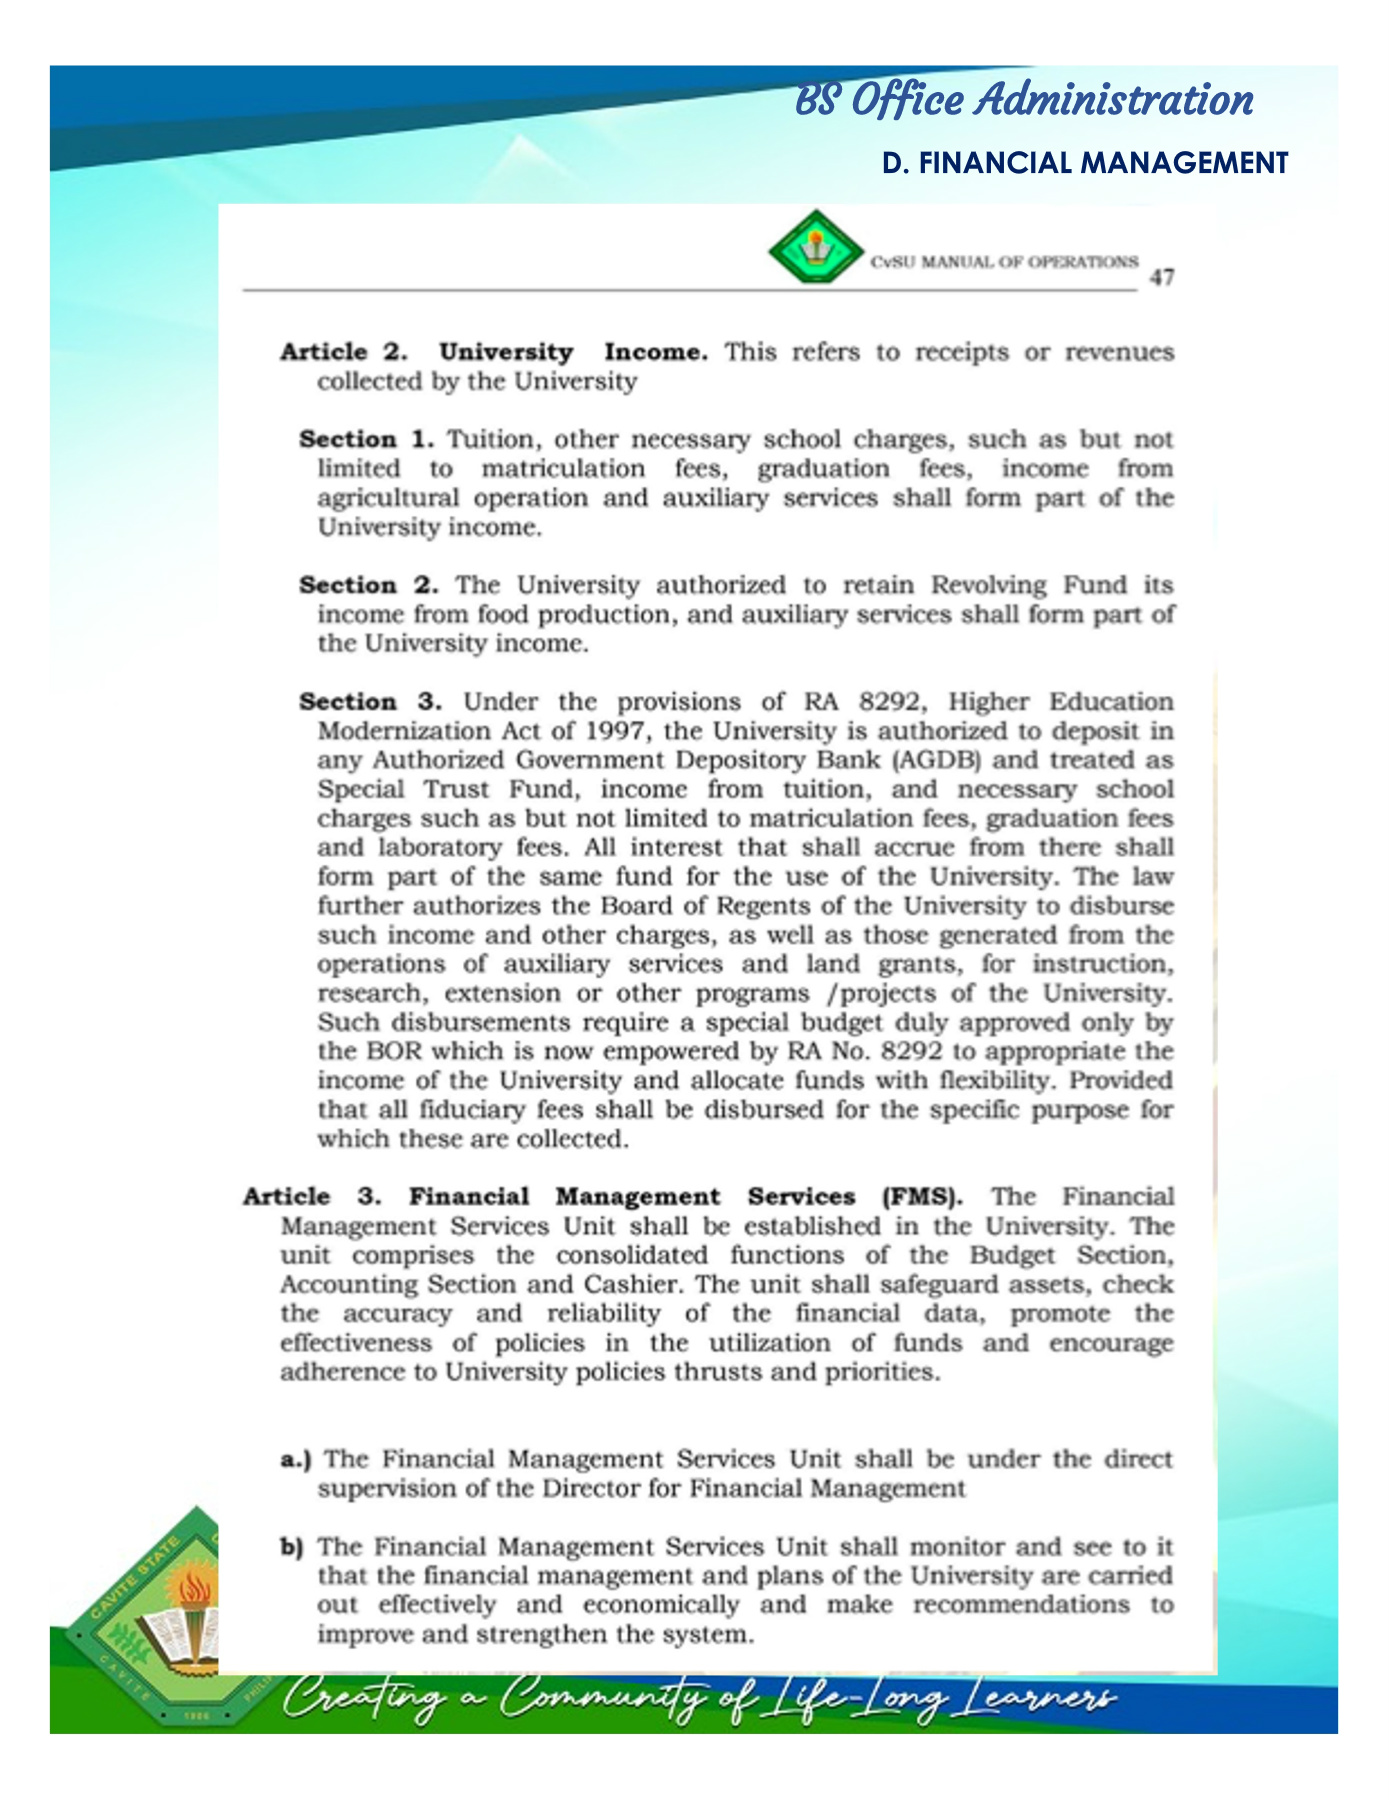 BS Office Administration
D. FINANCIAL MANAGEMENT
CvSU MANUAL OF OPERATIONS
47
Article 2. University Income. This refers to receipts or revenues
collected by the University
Section 1. Tuition, other necessary school charges, such as but not
limited to matriculation fees, graduation fees, income from
agricultural operation and auxiliary services shall form part of the
University income.
Section 2. The University authorized to retain Revolving Fund its
income from food production, and auxiliary services shall form part of
the University income.
Section 3. Under the provisions of RA 8292, Higher Education
Modernization Act of 1997, the University is authorized to deposit in
any Authorized Government Depository Bank (AGDB) and treated as
Special Trust Fund, income from tuition, and necessary school
charges such as but not limited to matriculation fees, graduation fees
and laboratory fees. All interest that shall accrue from there shall
form part of the same fund for the use of the University. The law
further authorizes the Board of Regents of the University to disburse
such income and other charges, as well as those generated from the
operations of auxiliary services and land grants, for instruction,
research, extension or other programs /projects of the University.
Such disbursements require a special budget duly approved only by
the BOR which is now empowered by RA No. 8292 to appropriate the
income of the University and allocate funds with flexibility. Provided
that all fiduciary fees shall be disbursed for the specific purpose for
which these are collected.
Article 3. Financial Management Services (FMS). The Financial
Management Services Unit shall be established in the University. The
unit comprises the consolidated functions of the Budget Section,
Accounting Section and Cashier. The unit shall safeguard assets, check
the accuracy and reliability of the financial data, promote the
effectiveness of policies in the utilization of funds and encourage
adherence to University policies thrusts and priorities.
a.) The Financial Management Services Unit shall be under the direct
supervision of the Director for Financial Management
b) The Financial Management Services Unit shall monitor and see to it
that the financial management and plans of the University are carried
out effectively and economically and make recommendations to
improve and strengthen the system.
CAVITE STATE
CAVITE
1906
Creating a Community of Life-Long Learners